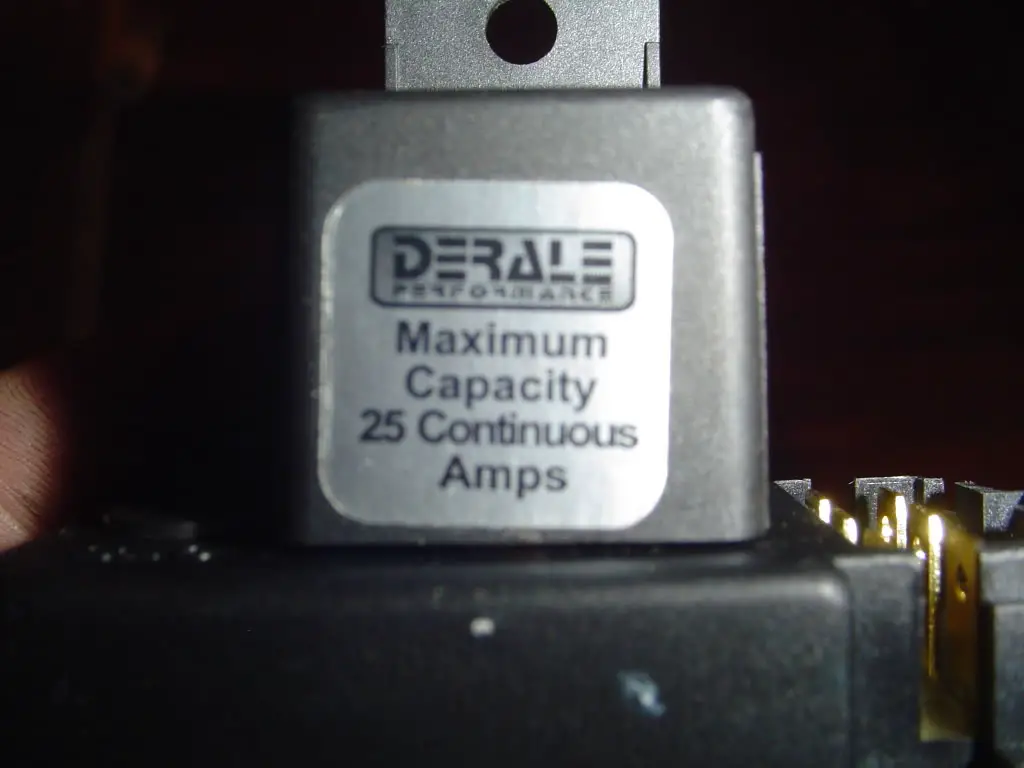 DERALE
PERFORMANCE
Maximum
Capacity
25 Continuous
Amps